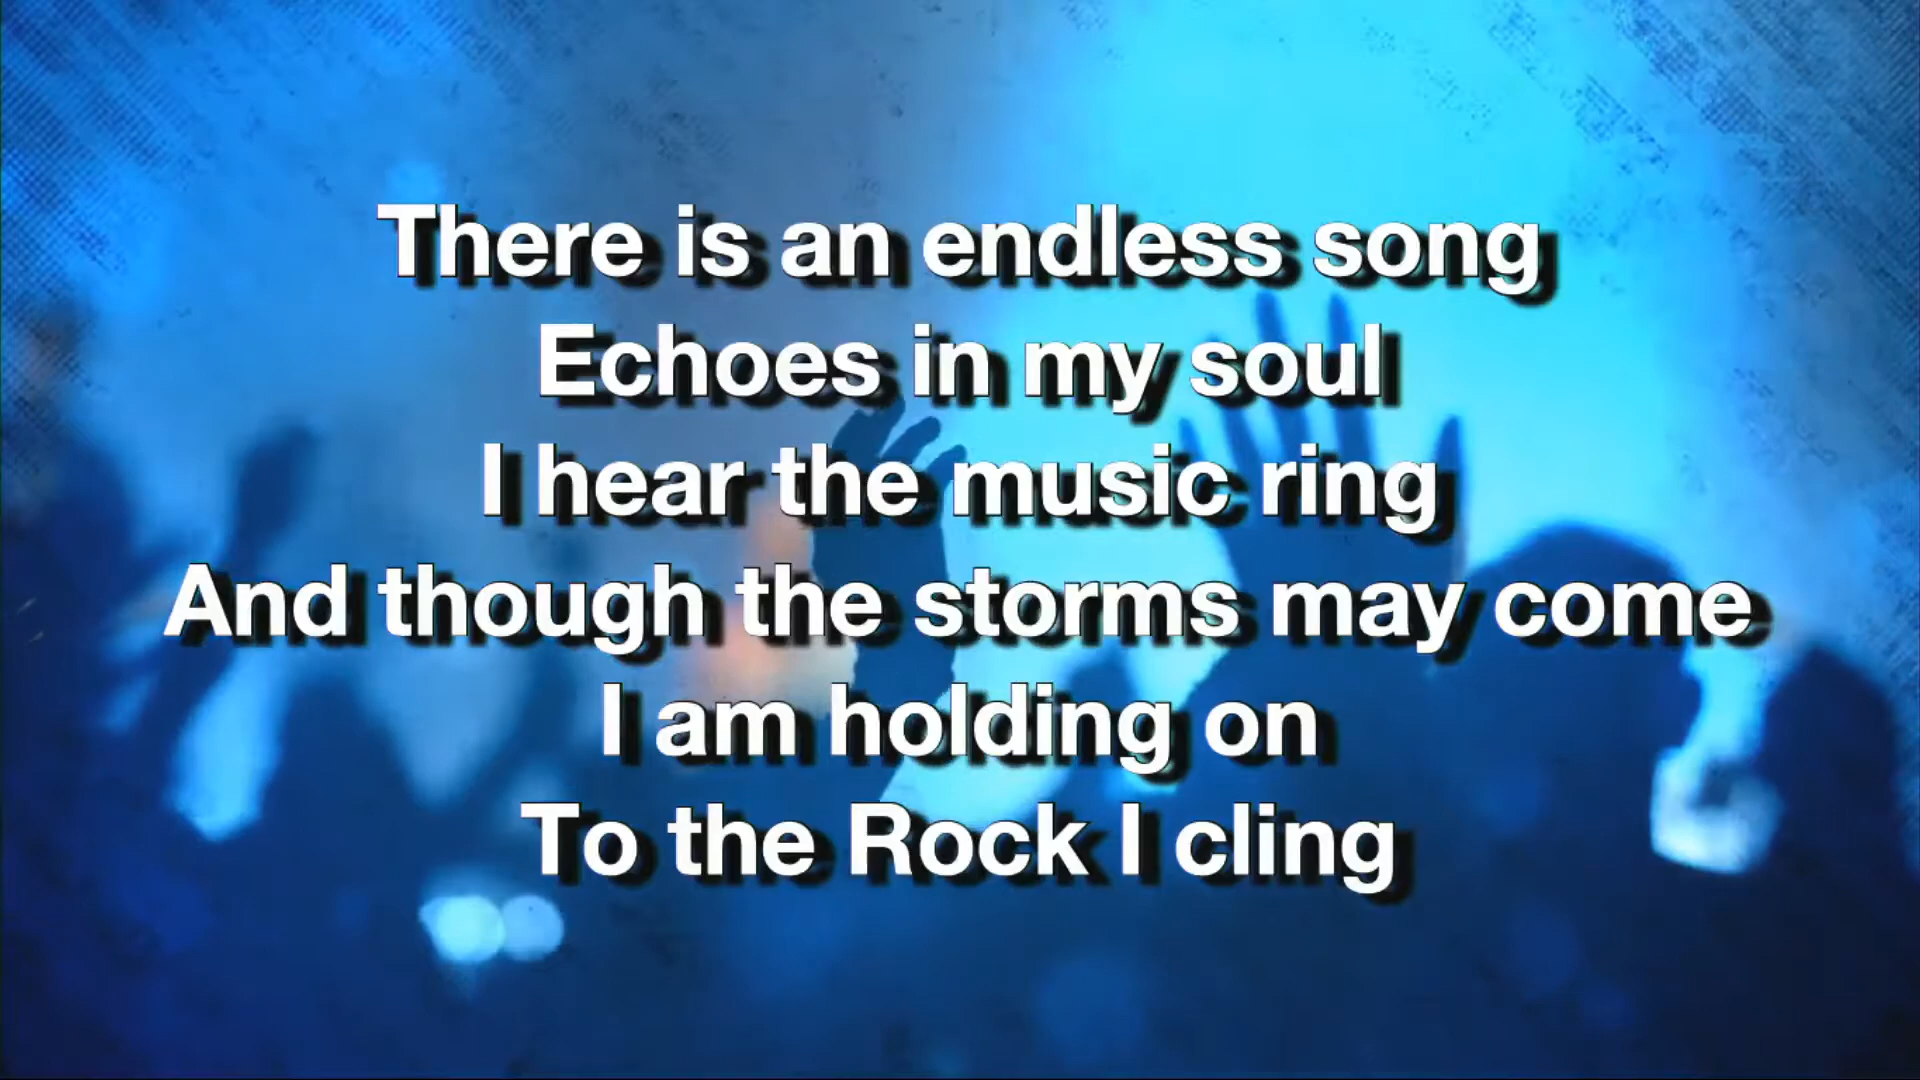 There is an endless song
Echoes in my soul
I hear the music ring
And though the storms may come
I am holding on
To the Rock I cling